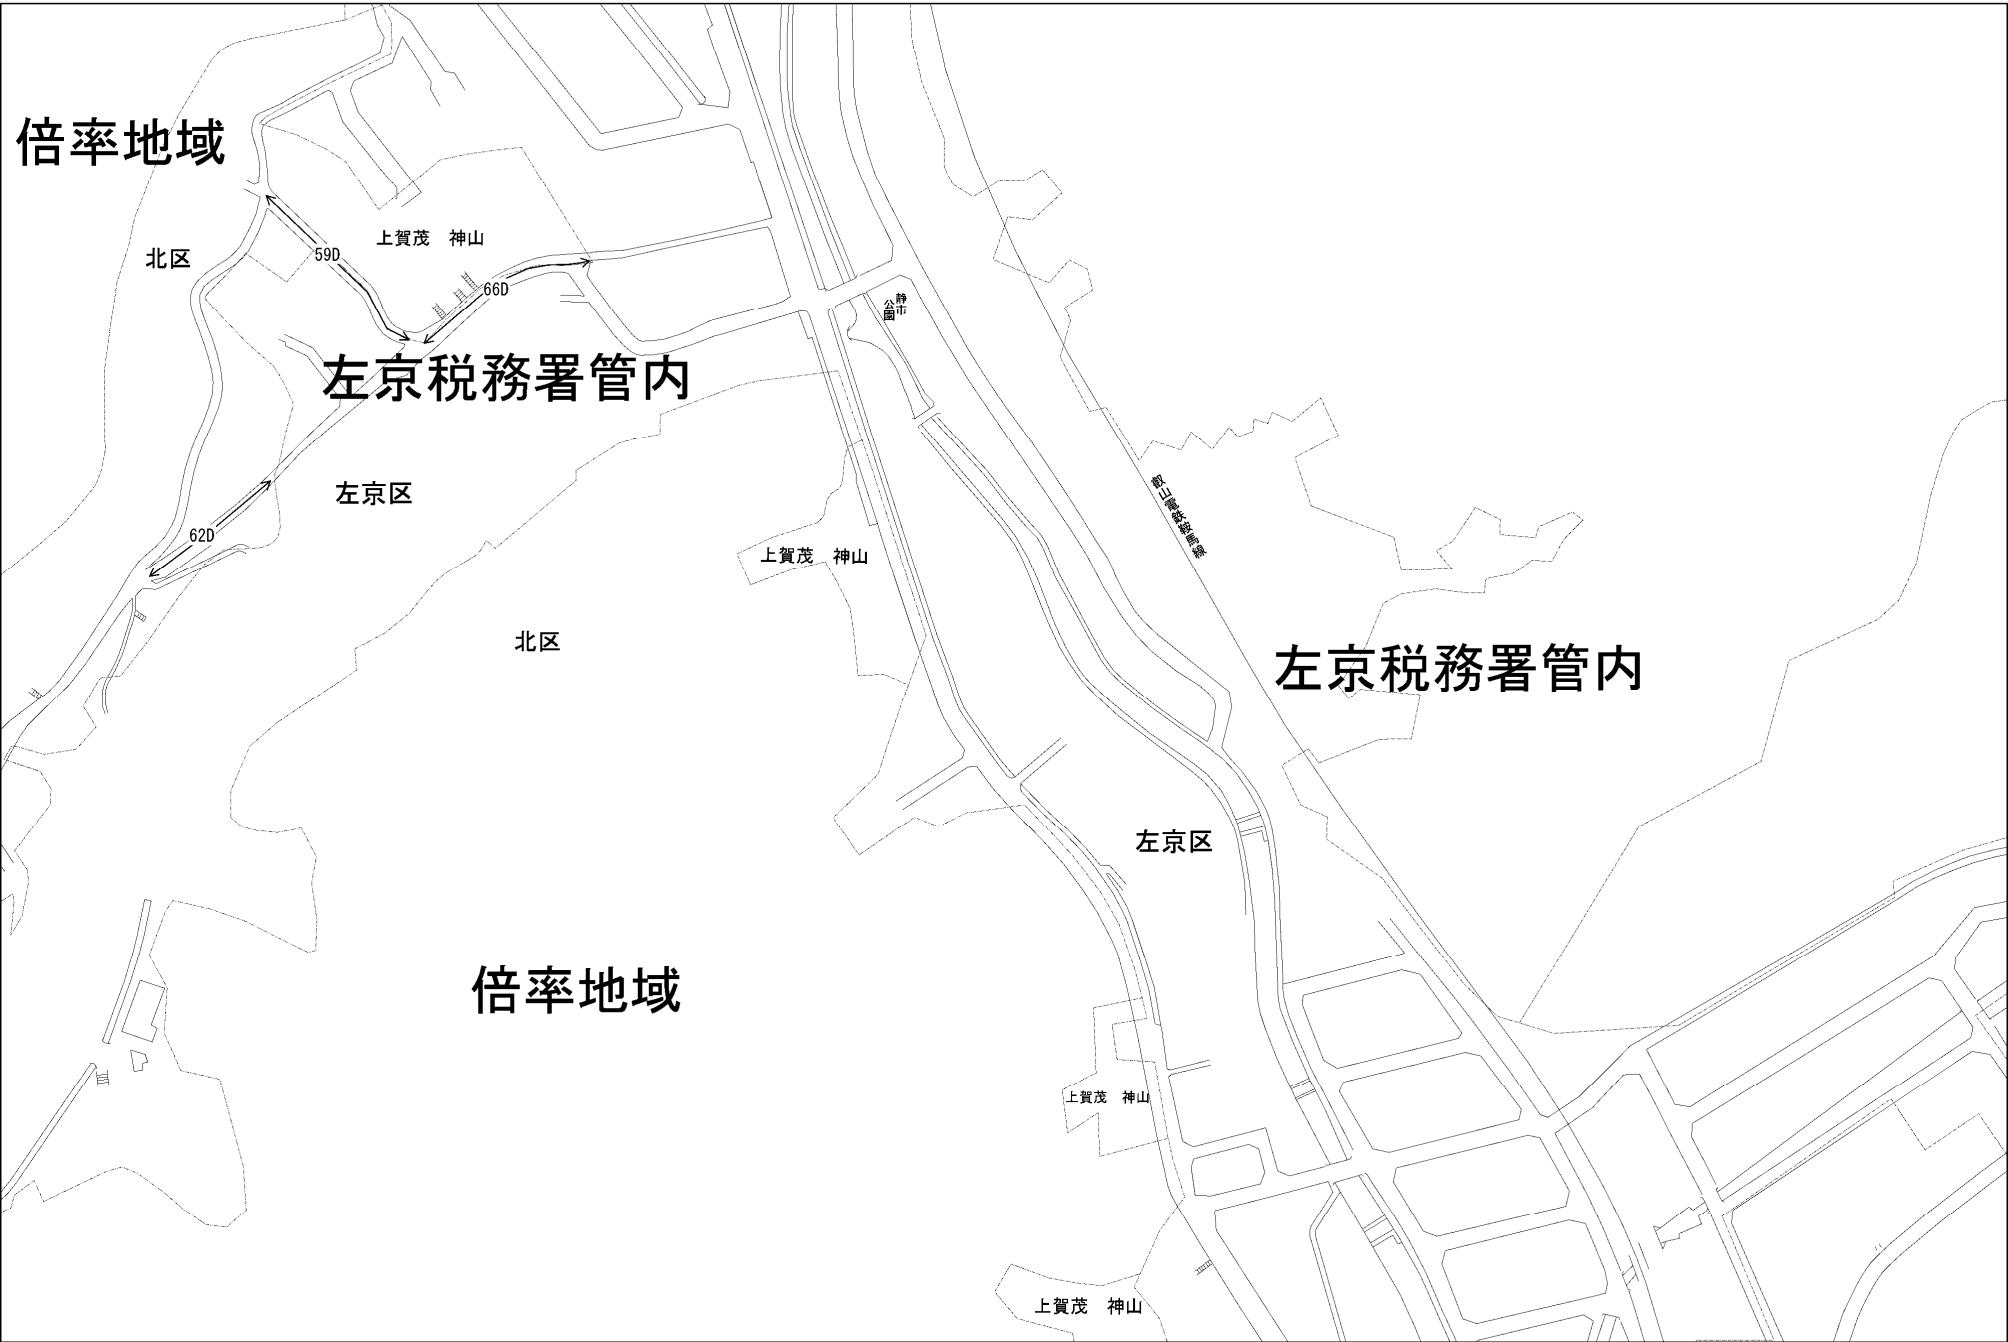 倍率地域
北区
上賀茂　神山
59D
66D
静市
公園
左京税務署管内
左京区
62D
叡山電鉄鞍馬線
上賀茂　神山
北区
左京税務署管内
左京区
倍率地域
上賀茂　神山
上賀茂　神山